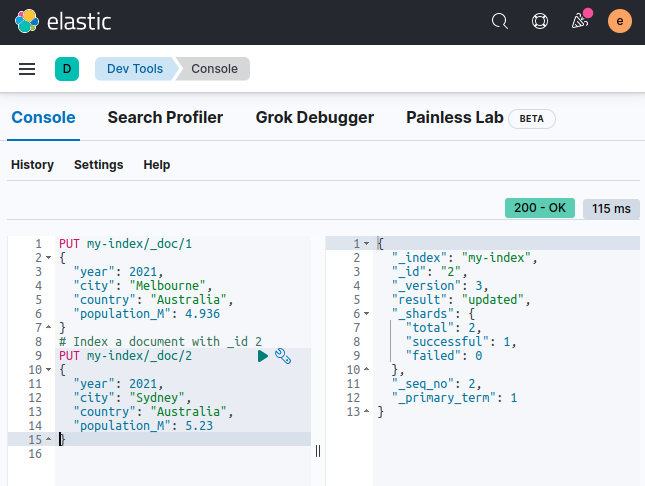 elastic
e
D
Dev Tools
Console
Console
Search Profiler
Grok Debugger
Painless Lab
BETA
History
Settings
Help
200 - OK
115 ms
1 PUT my-index/_doc/1
2 {
3 "year": 2021,
4 "city": "Melbourne",
5 "country": "Australia",
6 "population_M": 4.936
7 }
8 # Index a document with _id 2
9 PUT my-index/_doc/2
10 {
11 "year": 2021,
12 "city": "Sydney",
13 "country": "Australia",
14 "population_M": 5.23
15 }
16
1 {
2 "_index": "my-index",
3 "_id": "2",
4 "_version": 3,
5 "result": "updated",
6 "_shards": {
7 "total": 2,
8 "successful": 1,
9 "failed": 0
10 },
11 "_seq_no": 2,
12 "_primary_term": 1
13 }